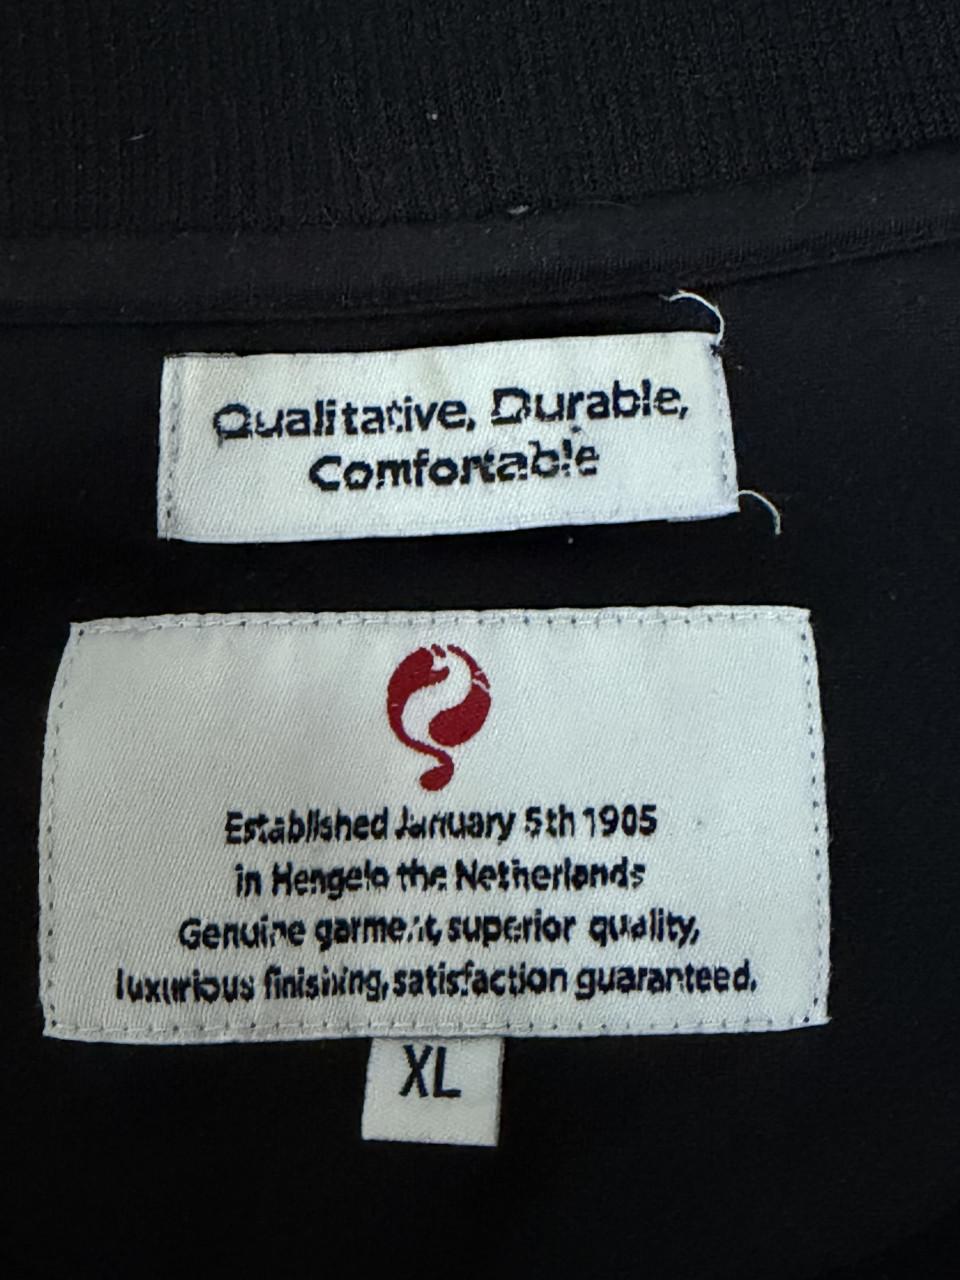 Qualitative, Durable,
Comfortable
Established January 5th 1905
in Hengelo the Netherlands
Genuine garment, superior quality,
luxurious finishing, satisfaction guaranteed.
XL